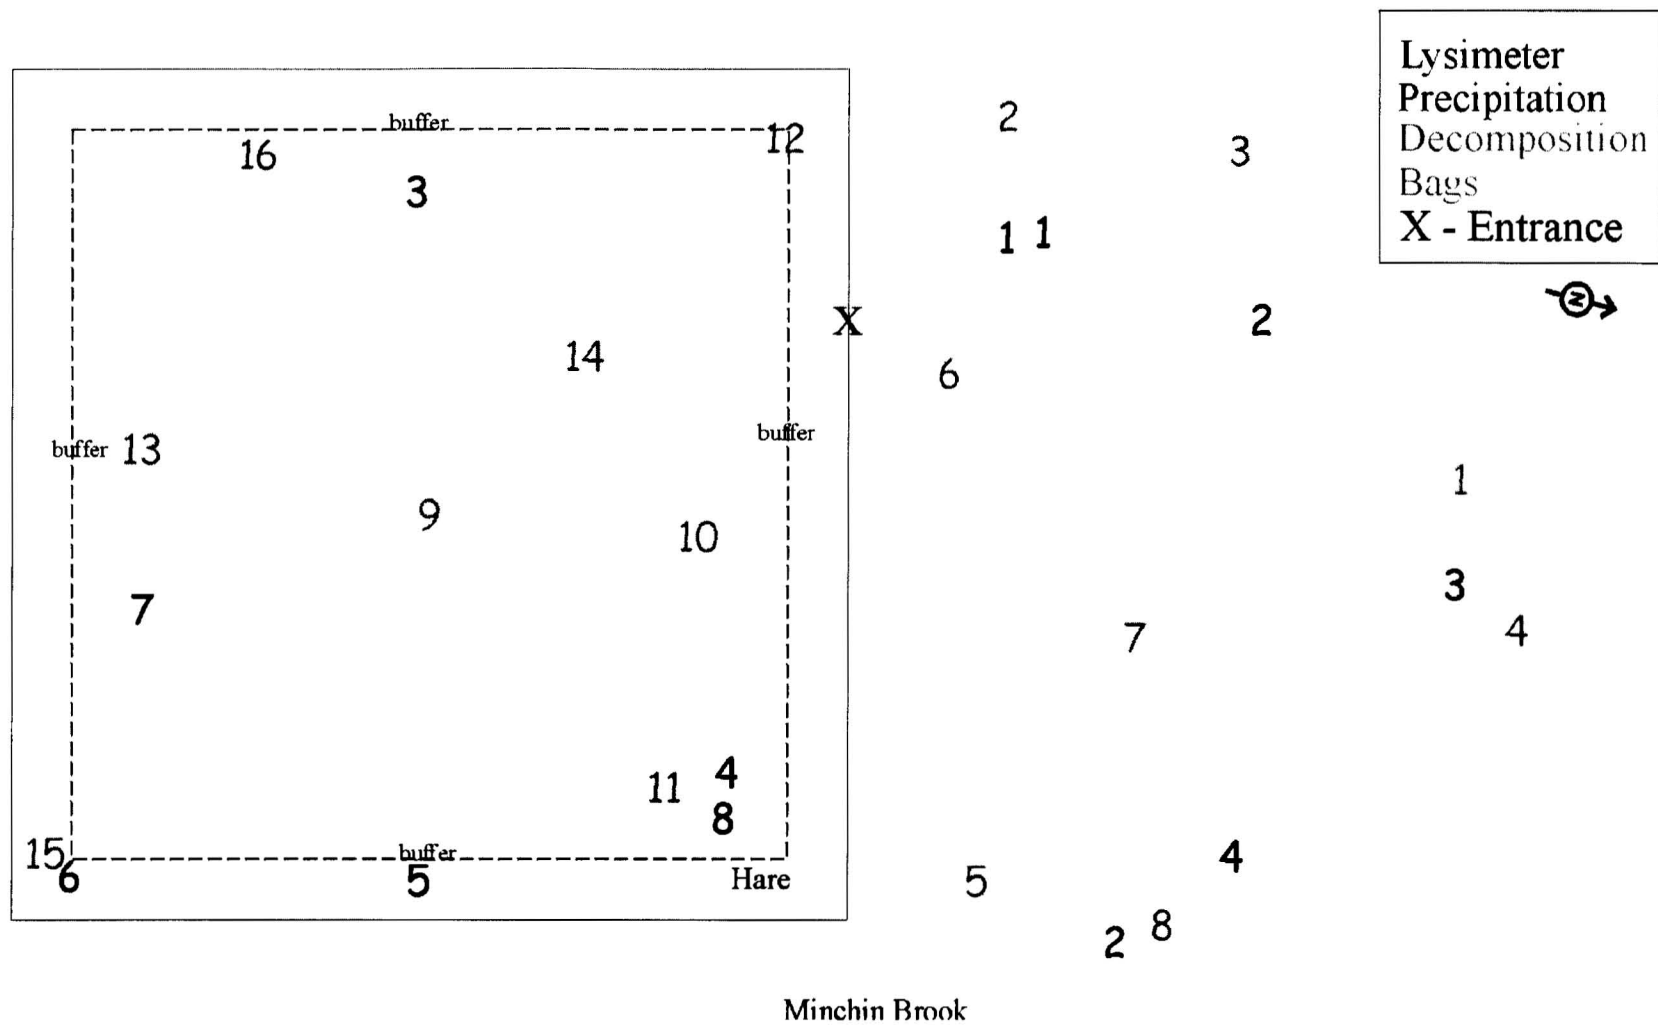 Lysimeter
Precipitation
Decomposition
Bags
X - Entrance
N
buffer
12
2
16
3
3
1 1
X
2
14
6
buffer
13
buffer
1
9
10
3
7
7
4
4
11
8
15
buffer
4
6
5
Hare
5
8
2
Minchin Brook